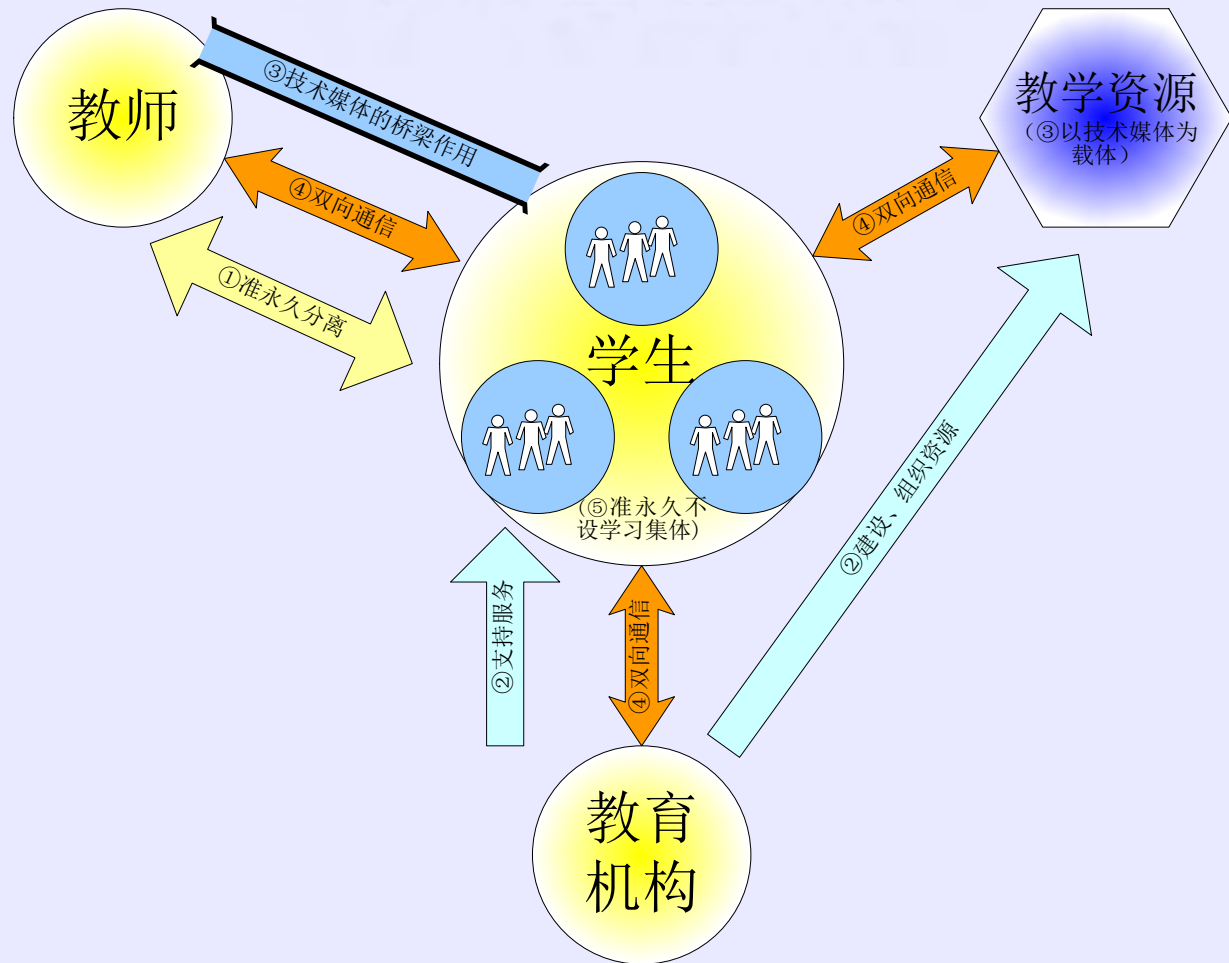 教师
③技术媒体的桥梁作用
④双向通信
①准永久分离
教学资源
（③以技术媒体为
载体）
④双向通信
学生
(⑤准永久不
设学习集体)
②建设、组织资源
②支持服务
④双向通信
教育
机构